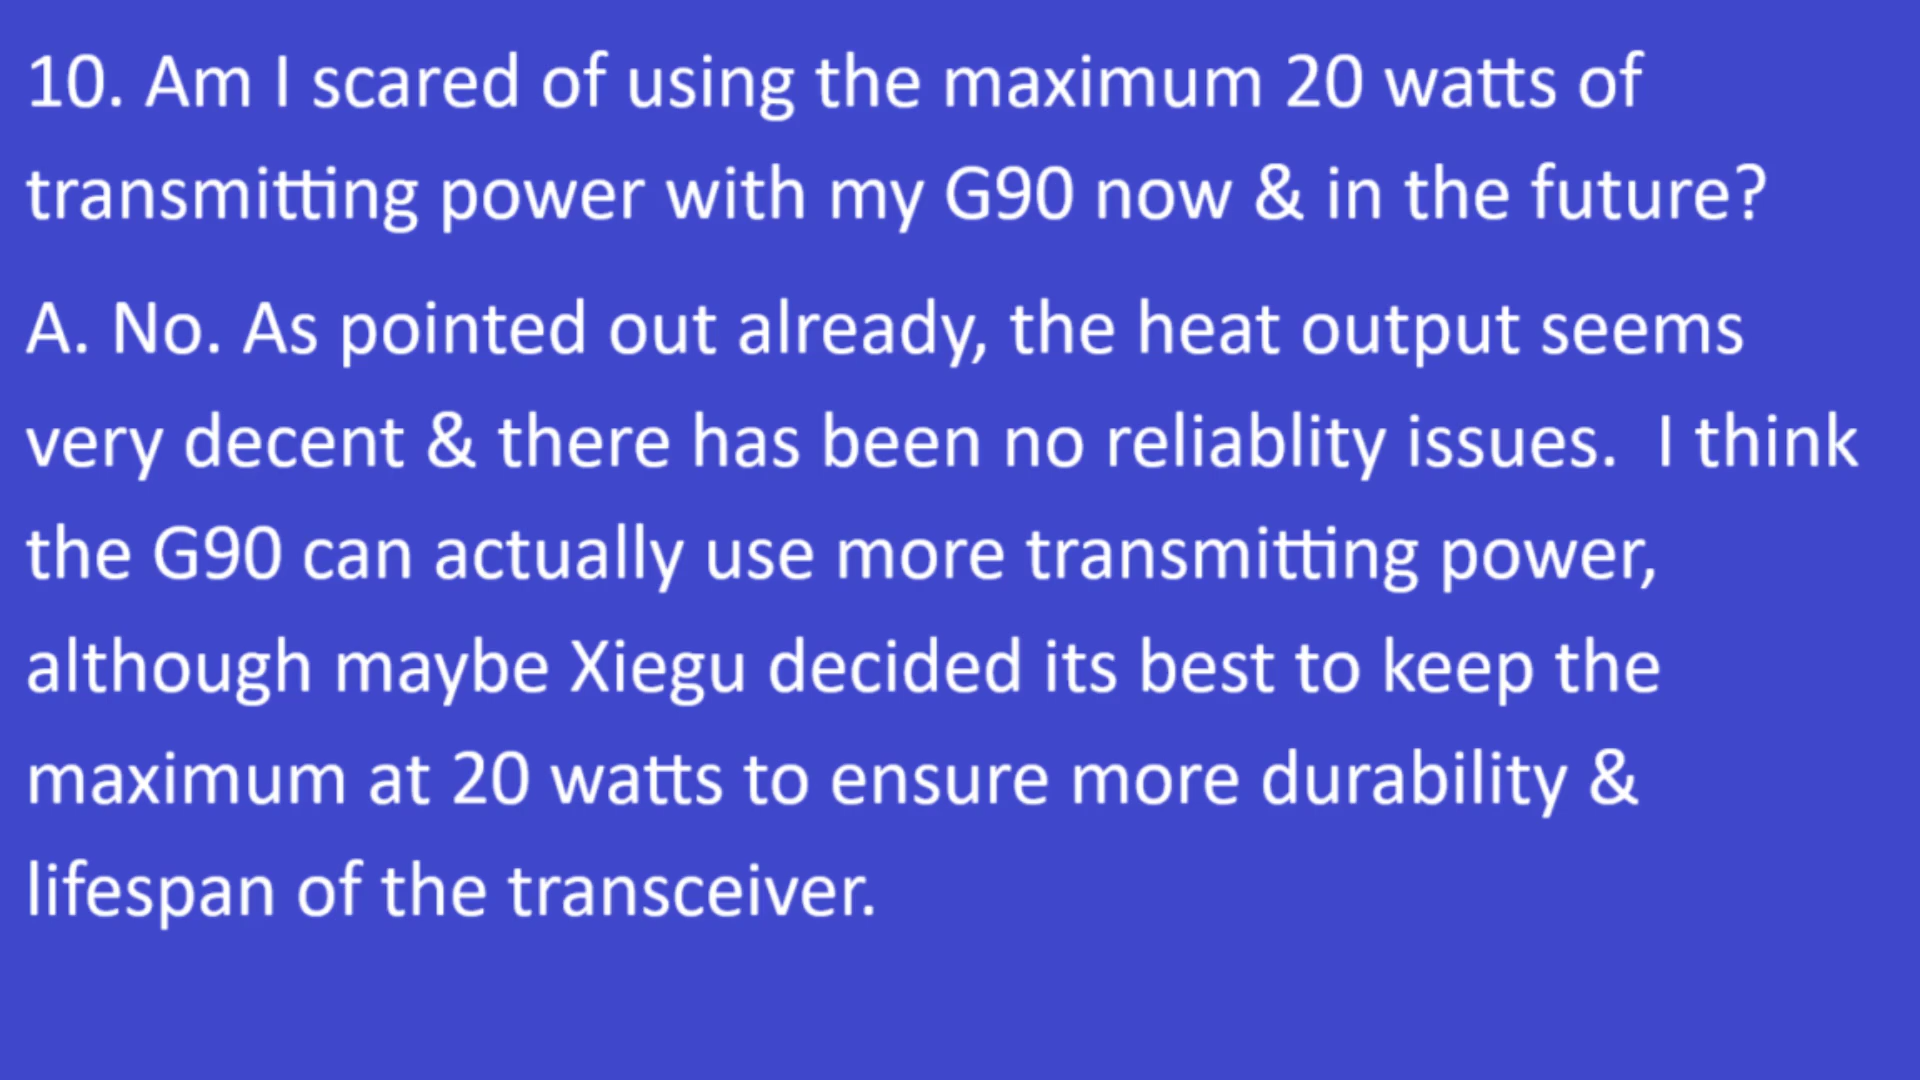 10. Am I scared of using the maximum 20 watts of
transmitting power with my G90 now & in the future?
A. No. As pointed out already, the heat output seems
very decent & there has been no reliablity issues.  I think
the G90 can actually use more transmitting power,
although maybe Xiegu decided its best to keep the
maximum at 20 watts to ensure more durability &
lifespan of the transceiver.